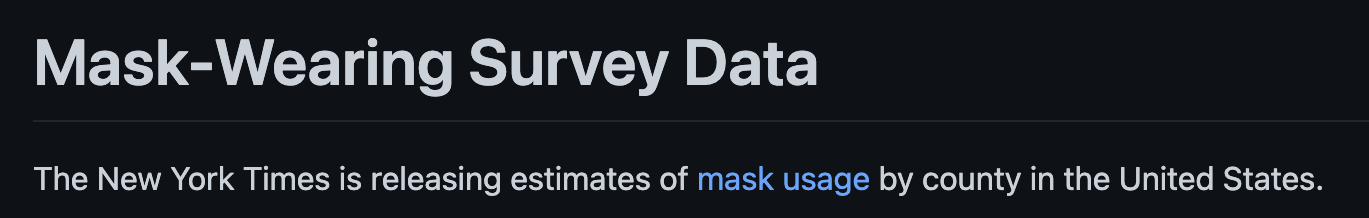 Mask-Wearing Survey Data
The New York Times is releasing estimates of mask usage by county in the United States.